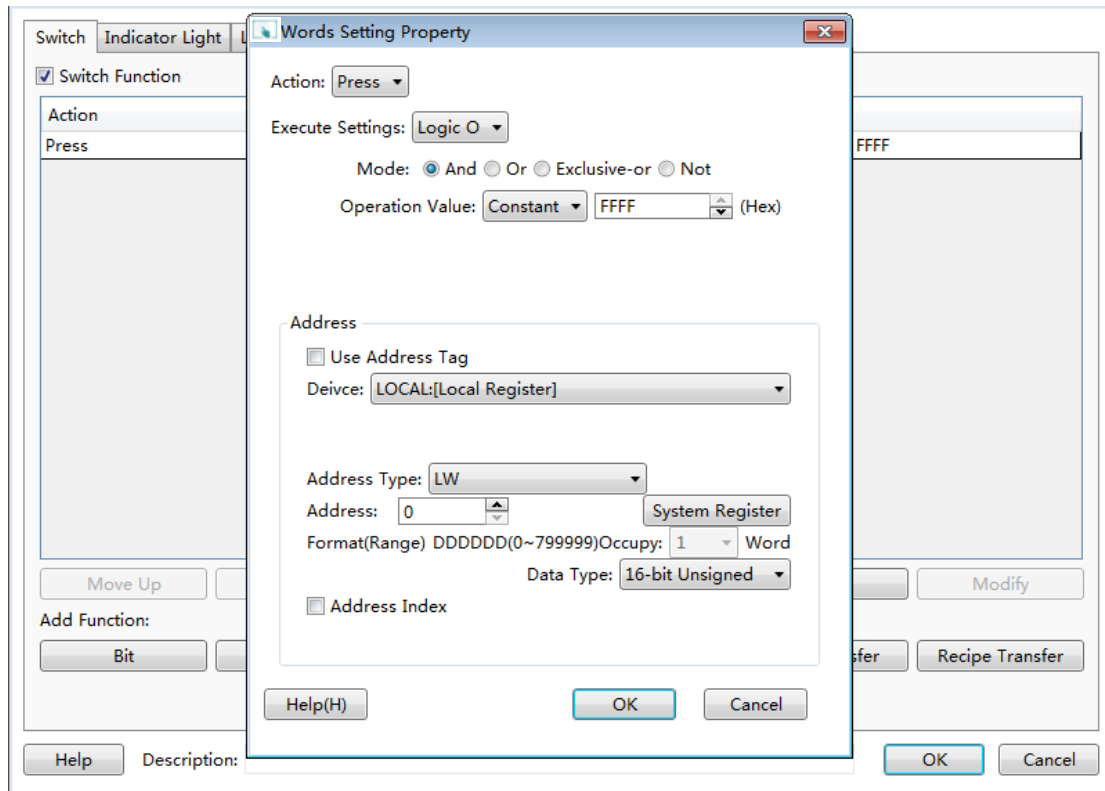 Switch Indicator Light L
Switch Function
Action
Press FFFF
Move Up Modify
Add Function:
Bit sfer Recipe Transfer
Help Description: OK Cancel
Words Setting Property
Action: Press
Execute Settings: Logic O
Mode: And Or Exclusive-or Not
Operation Value: Constant FFFF (Hex)
Address
Use Address Tag
Deivce: LOCAL:[Local Register]
Address Type: LW
Address: 0 System Register
Format(Range) DDDDDD(0~799999)Occupy: 1 Word
Data Type: 16-bit Unsigned
Address Index
Help(H) OK Cancel